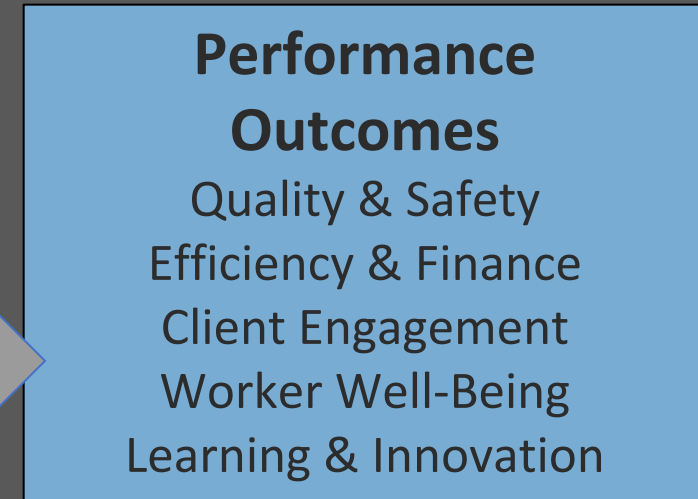 Performance
Outcomes
Quality & Safety
Efficiency & Finance
Client Engagement
Worker Well-Being
Learning & Innovation